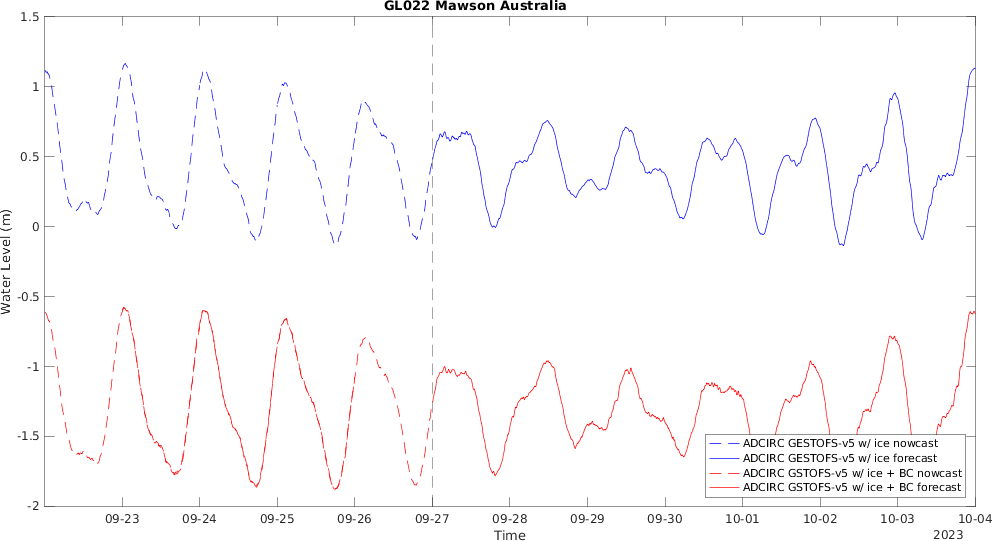 GL022 Mawson Australia
Water Level (m)
1.5
1
0.5
0
-0.5
-1
-1.5
-2
ADCIRC GESTOFS-v5 w/ ice nowcast
ADCIRC GESTOFS-v5 w/ ice forecast
ADCIRC GSTOFS-v5 w/ ice + BC nowcast
ADCIRC GSTOFS-v5 w/ ice + BC forecast
09-23 09-24 09-25 09-26 09-27 09-28 09-29 09-30 10-01 10-02 10-03 10-04
Time
2023